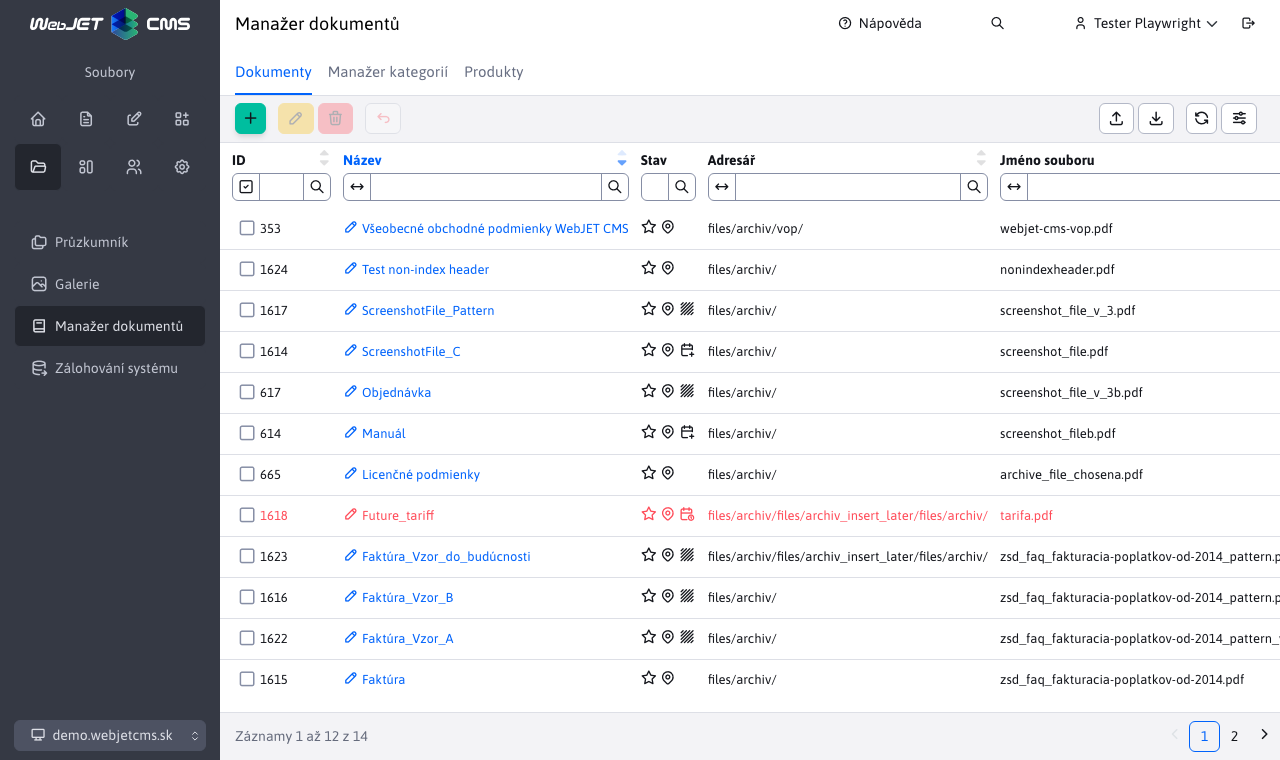 WebJET CMS
Manažer dokumentů
Nápověda
Tester Playwright
Soubory
Dokumenty Manažer kategorií Produkty
Průzkumník
Galerie
Manažer dokumentů
Zálohování systému
demo.webjetcms.sk
ID Název Stav Adresář Jméno souboru
353 Všeobecné obchodné podmienky WebJET CMS files/archiv/vop/ webjet-cms-vop.pdf
1624 Test non-index header files/archiv/ nonindexheader.pdf
1617 ScreenshotFile_Pattern files/archiv/ screenshot_file_v_3.pdf
1614 ScreenshotFile_C files/archiv/ screenshot_file.pdf
617 Objednávka files/archiv/ screenshot_file_v_3b.pdf
614 Manuál files/archiv/ screenshot_fileb.pdf
665 Licenčné podmienky files/archiv/ archive_file_chosena.pdf
1618 Future_tariff files/archiv/files/archiv_insert_later/files/archiv/ tarifa.pdf
1623 Faktúra_Vzor_do_budúcnosti files/archiv/files/archiv_insert_later/files/archiv/ zsd_faq_fakturacia-poplatkov-od-2014_pattern.p
1616 Faktúra_Vzor_B files/archiv/ zsd_faq_fakturacia-poplatkov-od-2014_pattern.p
1622 Faktúra_Vzor_A files/archiv/ zsd_faq_fakturacia-poplatkov-od-2014_pattern_
1615 Faktúra files/archiv/ zsd_faq_fakturacia-poplatkov-od-2014.pdf
Záznamy 1 až 12 z 14
1 2